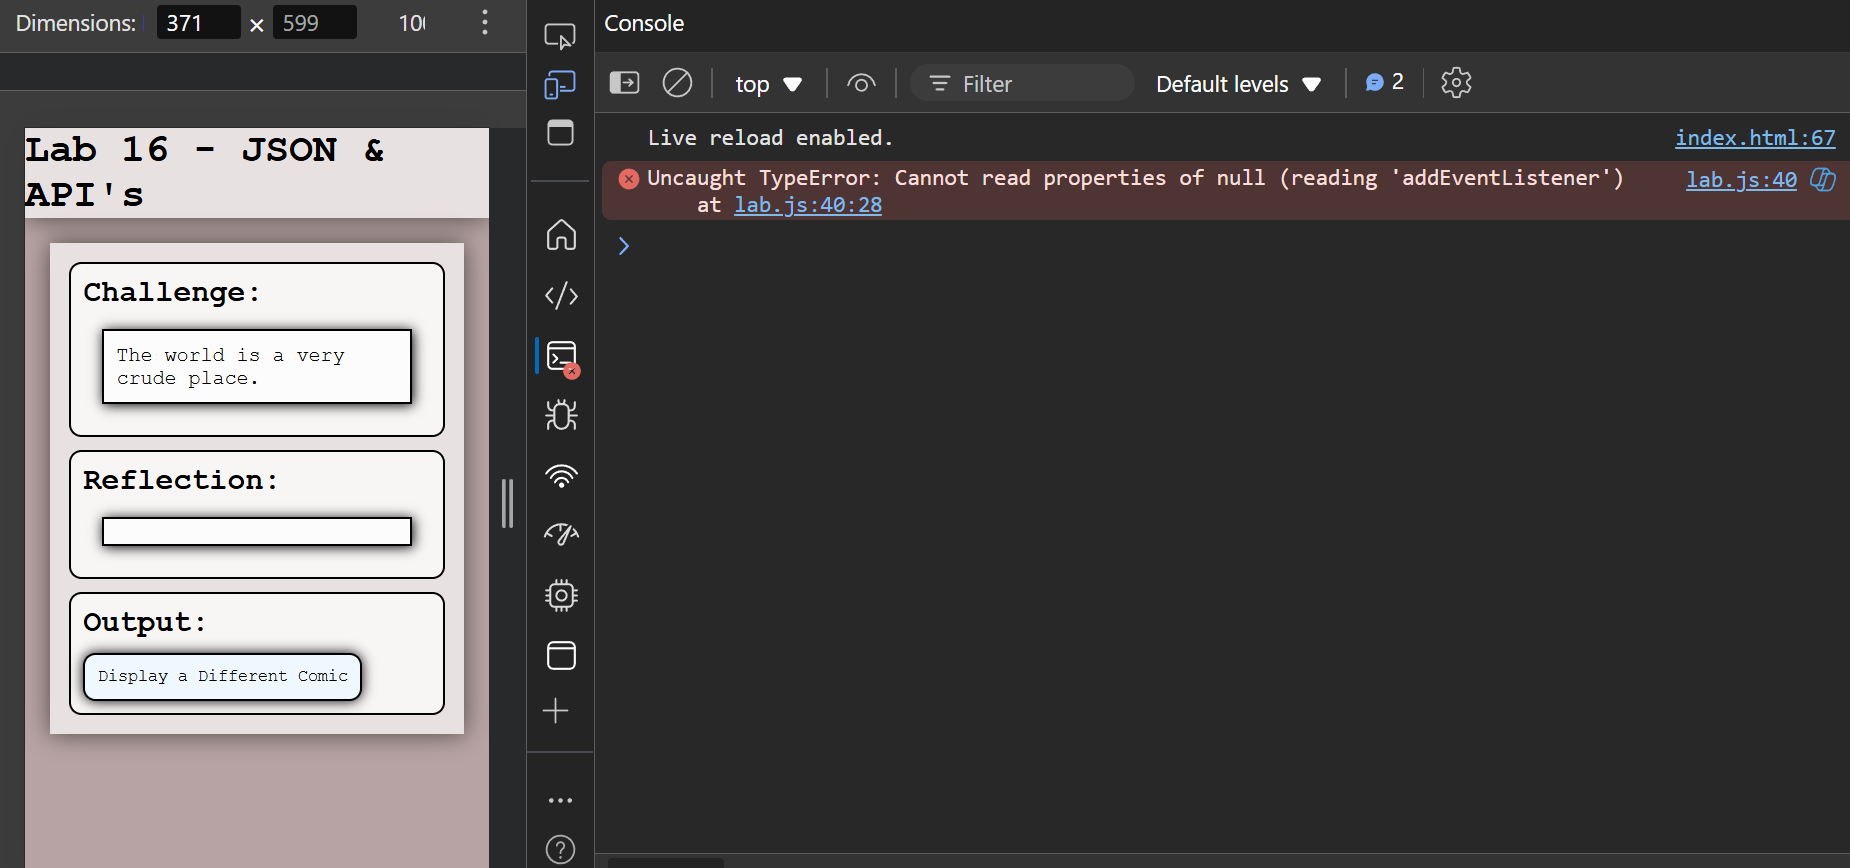 Dimensions: 371 × 599 100
Console
top Filter Default levels 2
Live reload enabled. index.html:67
Uncaught TypeError: Cannot read properties of null (reading 'addEventListener') lab.js:40
at lab.js:40:28
Lab 16 - JSON &
API's
Challenge:
The world is a very
crude place.
Reflection:
Output:
Display a Different Comic